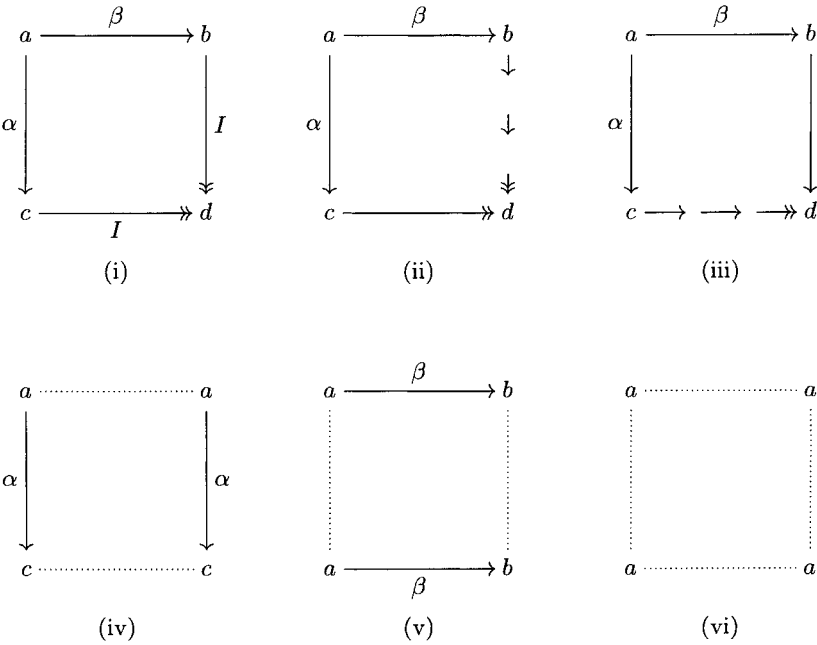 β β β
a b a b a b
α I α α
c d c d c d
I
(i) (ii) (iii)
β
a a a b a a
α α
c c a b a a
β
(iv) (v) (vi)